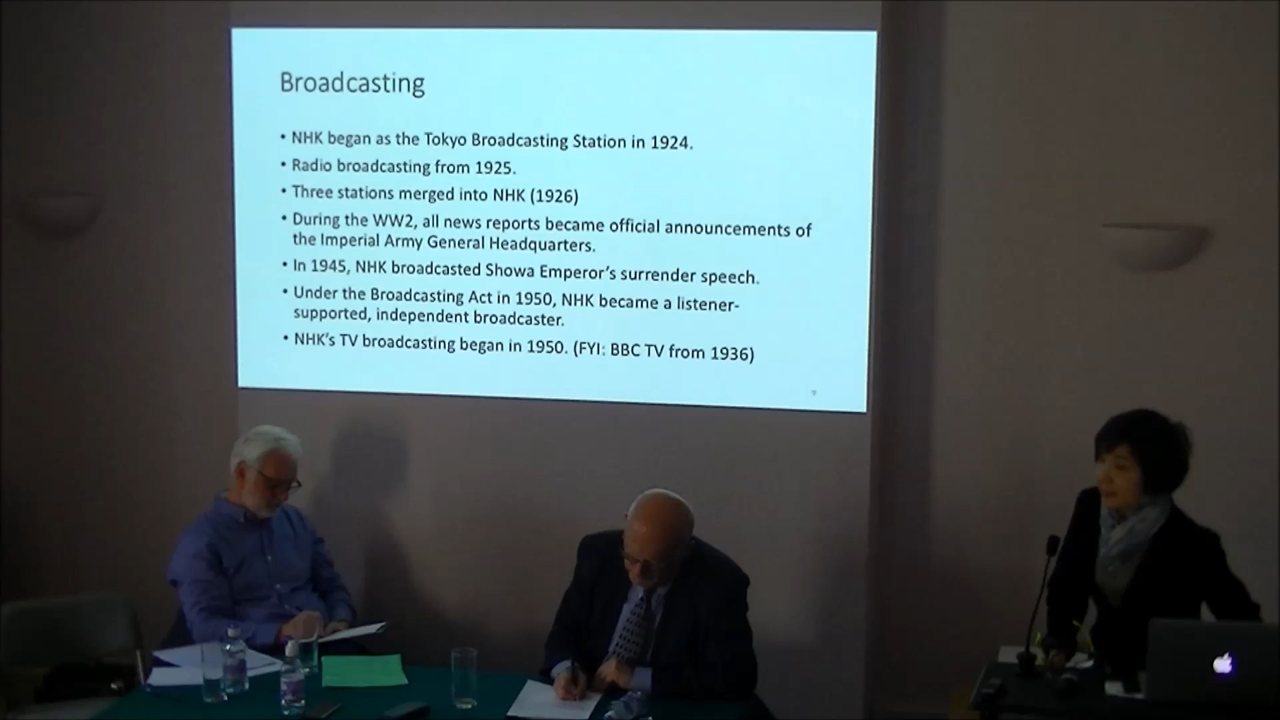 Broadcasting
• NHK began as the Tokyo Broadcasting Station in 1924.
• Radio broadcasting from 1925.
• Three stations merged into NHK (1926)
• During the WW2, all news reports became official announcements of
the Imperial Army General Headquarters.
• In 1945, NHK broadcasted Showa Emperor's surrender speech.
• Under the Broadcasting Act in 1950, NHK became a listener-
supported, independent broadcaster.
• NHK's TV broadcasting began in 1950. (FYI: BBC TV from 1936)